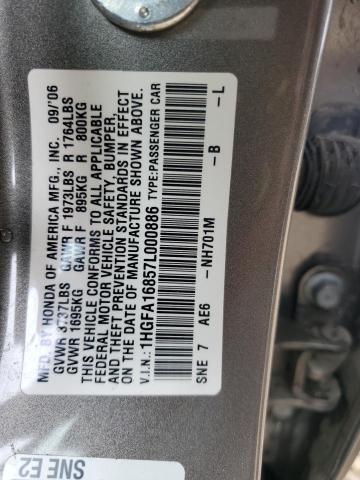 MFD. BY HONDA OF AMERICA MFG., INC. 09/'06
GVWR 3737LBS GAWR F 1973LBS R 1764LBS
GVWR 1695KG GAWR F 895KG R 800KG
THIS VEHICLE CONFORMS TO ALL APPLICABLE
FEDERAL MOTOR VEHICLE SAFETY, BUMPER,
AND THEFT PREVENTION STANDARDS IN EFFECT
ON THE DATE OF MANUFACTURE SHOWN ABOVE.
V.I.N.: 1HGFA16857L000886 TYPE:PASSENGER CAR
SNE 7 AE6 -NH701M -B -L
SNE E2